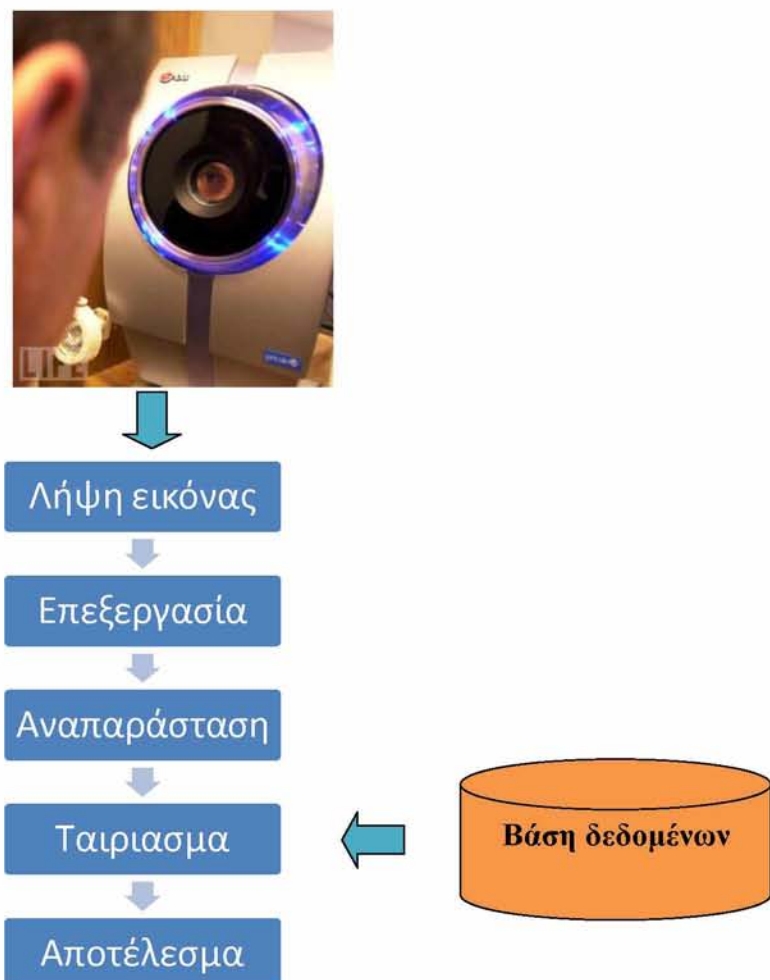 LIFE
Λήψη εικόνας
Επεξεργασία
Αναπαράσταση
Ταιριασμα
Βάση δεδομένων
Αποτέλεσμα